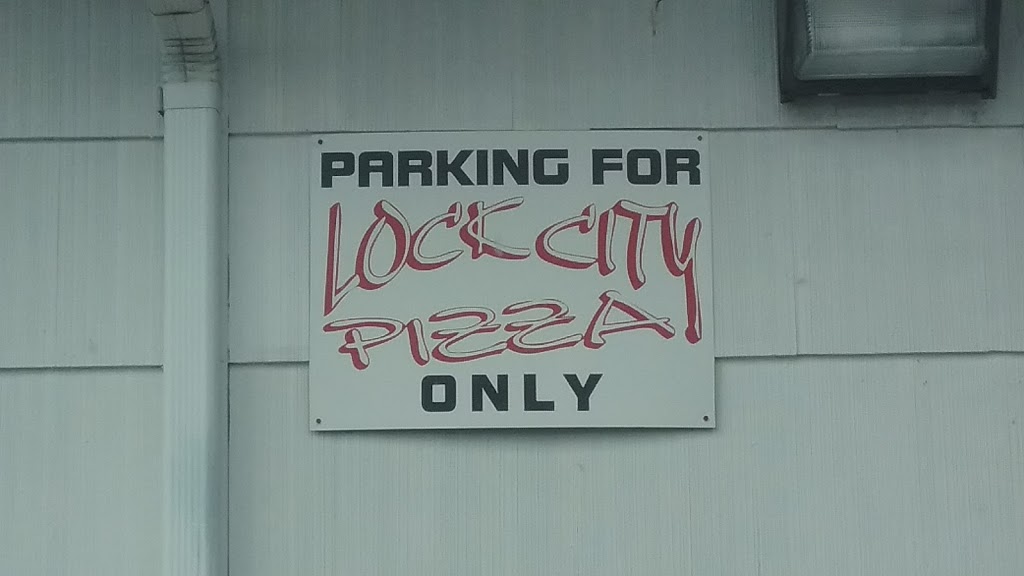 PARKING FOR
LOCK CITY
PIZZA
ONLY